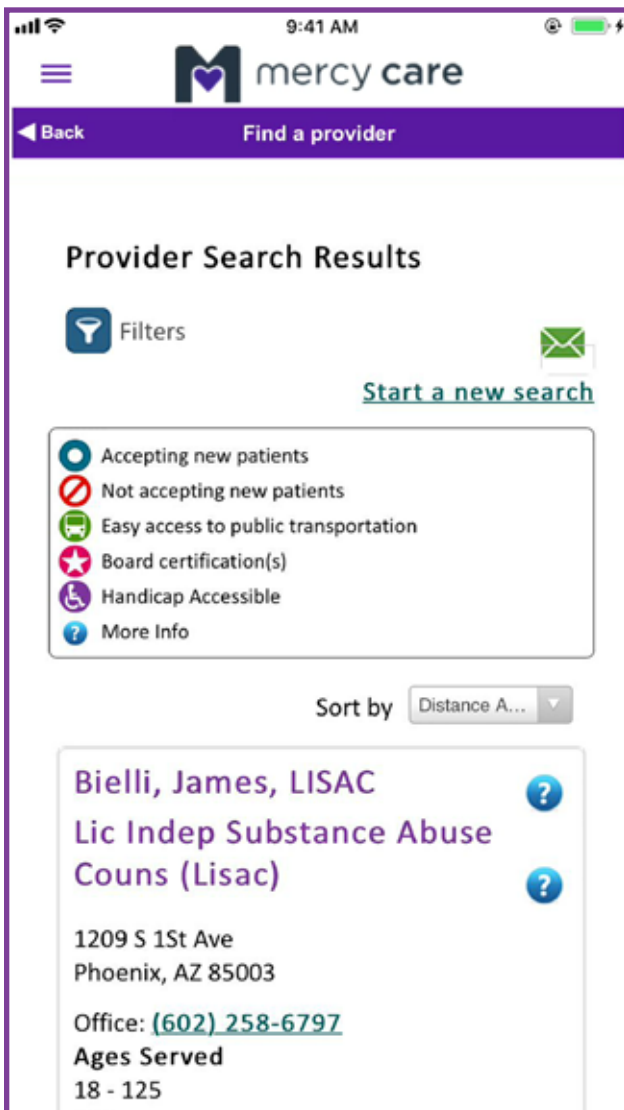 9:41 AM
mercy care
Back
Find a provider
Provider Search Results
Filters
Start a new search
Accepting new patients
Not accepting new patients
Easy access to public transportation
Board certification(s)
Handicap Accessible
? More Info
Sort by Distance A...
Bielli, James, LISAC ?
Lic Indep Substance Abuse
Couns (Lisac) ?
1209 S 1St Ave
Phoenix, AZ 85003
Office: (602) 258-6797
Ages Served
18 - 125